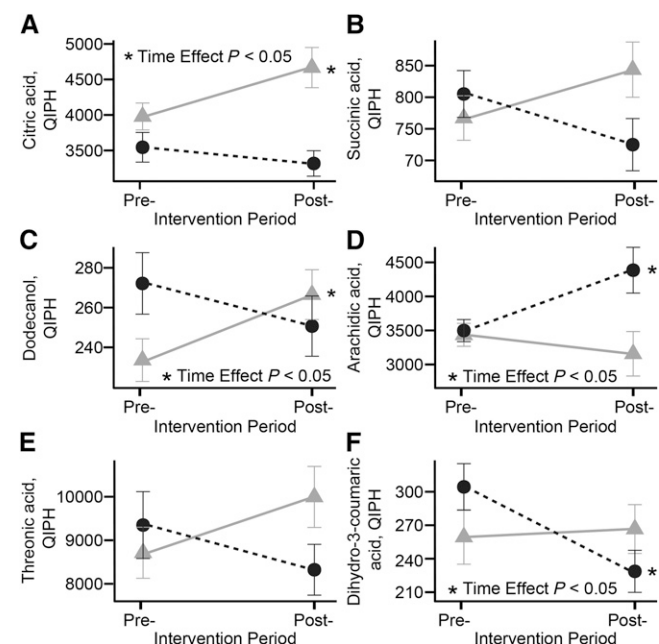 A
Citric acid,
QIPH
5000
4500
4000
3500
* Time Effect P < 0.05
*
Pre-
Post-
Intervention Period
B
Succinic acid,
QIPH
850
800
750
70
Pre-
Post-
Intervention Period
C
Dodecanol,
QIPH
280
260
240
*
* Time Effect P < 0.05
Pre-
Post-
Intervention Period
D
Arachidic acid,
QIPH
4500
4000
3500
3000
*
* Time Effect P < 0.05
Pre-
Post-
Intervention Period
E
Threonic acid,
QIPH
10000
9000
8000
Pre-
Post-
Intervention Period
F
Dihydro-3-coumaric
acid, QIPH
300
270
240
210
*
* Time Effect P < 0.05
Pre-
Post-
Intervention Period